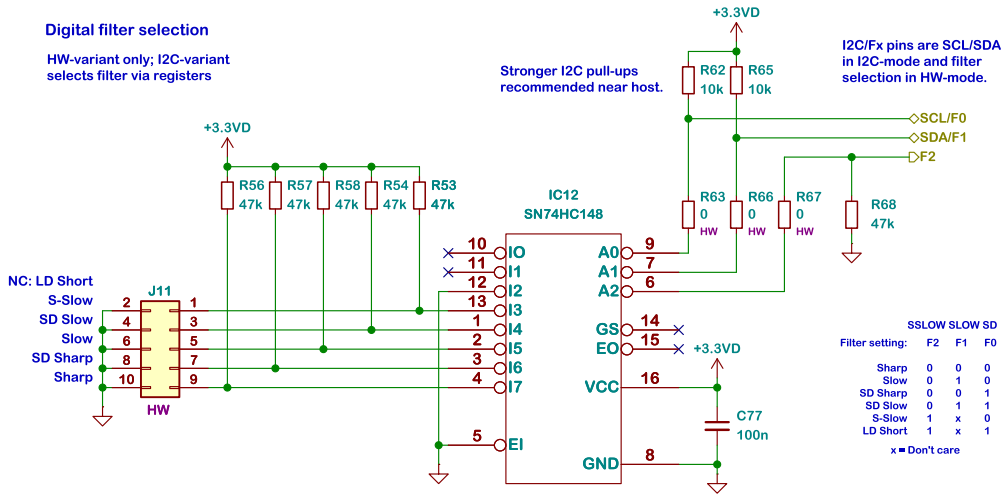 Digital filter selection
HW-variant only; I2C-variant
selects filter via registers
Stronger I2C pull-ups
recommended near host.
+3.3VD
I2C/Fx pins are SCL/SDA
in I2C-mode and filter
selection in HW-mode.
R62
10k
R65
10k
SCL/F0
SDA/F1
F2
+3.3VD
R56
47k
R57
47k
R58
47k
R54
47k
R53
47k
IC12
SN74HC148
R63
0
HW
R66
0
HW
R67
0
HW
R68
47k
10 IO
11 I1
12 I2
13 I3
1 I4
2 I5
3 I6
4 I7
5 EI
A0 9
A1 7
A2 6
GS 14
EO 15
VCC 16
GND 8
NC: LD Short
S-Slow
SD Slow
Slow
SD Sharp
Sharp
J11
2 1
4 3
6 5
8 7
10 9
HW
+3.3VD
C77
100n
SSLOW SLOW SD
Filter setting: F2 F1 F0
Sharp 0 0 0
Slow 0 1 0
SD Sharp 0 0 1
SD Slow 0 1 1
S-Slow 1 x 0
LD Short 1 x 1
x = Don't care